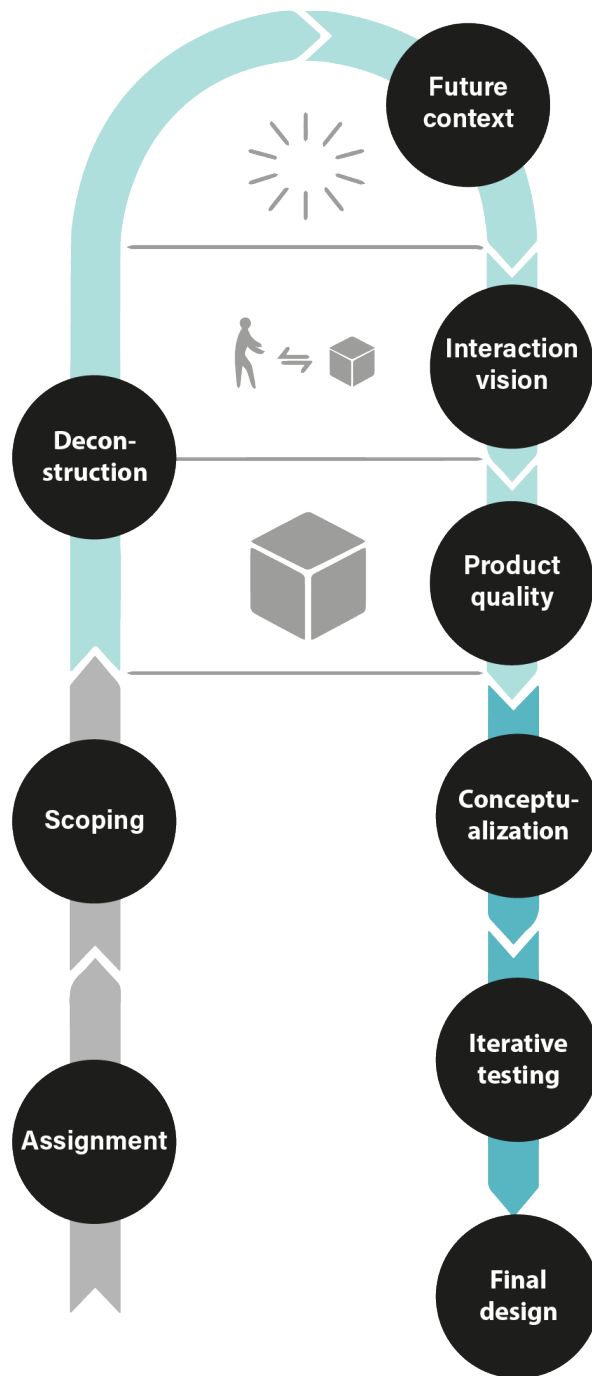 Future
context
Interaction
vision
Decon-
struction
Product
quality
Scoping
Conceptu-
alization
Iterative
testing
Assignment
Final
design